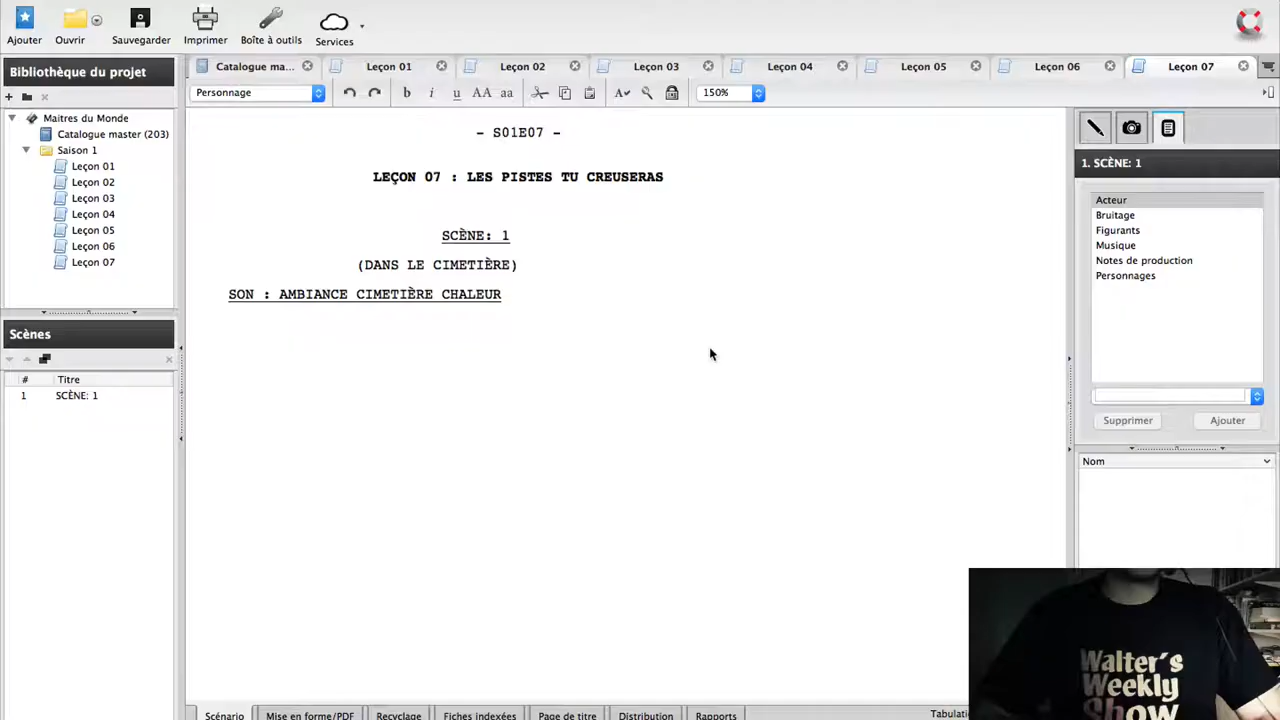 Ajouter
Ouvrir
Sauvegarder
Imprimer
Boîte à outils
Services
Bibliothèque du projet
Maitres du Monde
Catalogue master (203)
Saison 1
Leçon 01
Leçon 02
Leçon 03
Leçon 04
Leçon 05
Leçon 06
Leçon 07
Scènes
# Titre
1 SCÈNE: 1
Catalogue ma...
Leçon 01
Leçon 02
Leçon 03
Leçon 04
Leçon 05
Leçon 06
Leçon 07
Personnage
b i u AA aa
150%
- S01E07 -
LEÇON 07 : LES PISTES TU CREUSERAS
SCÈNE: 1
(DANS LE CIMETIÈRE)
SON : AMBIANCE CIMETIÈRE CHALEUR
Scénario
Mise en forme/PDF
Recyclage
Fiches indexées
Page de titre
Distribution
Rapports
Tabulati
1. SCÈNE: 1
Acteur
Bruitage
Figurants
Musique
Notes de production
Personnages
Supprimer
Ajouter
Nom
Walter's
Weekly
Show